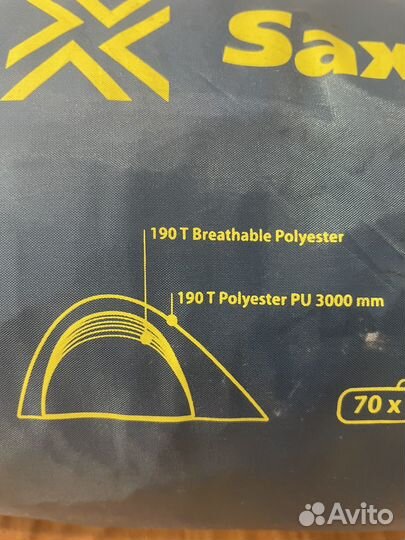 Sax
190 T Breathable Polyester
190 T Polyester PU 3000 mm
70 x
Avito